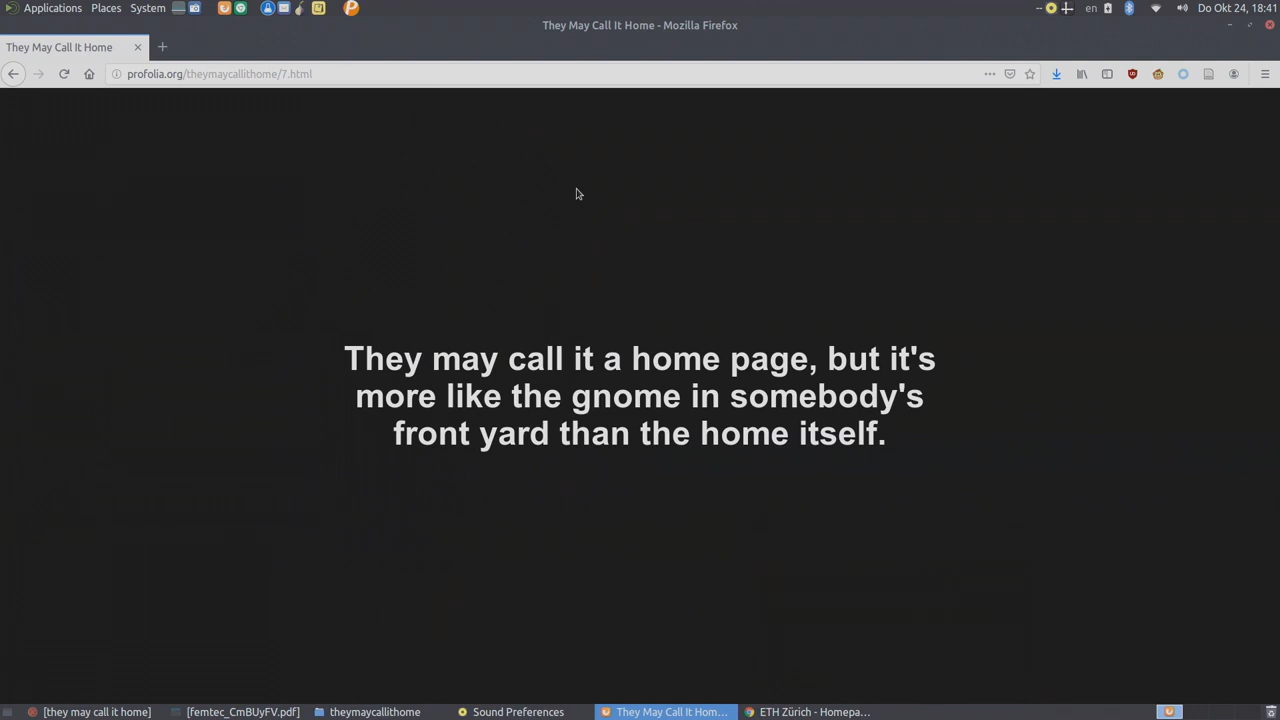 Applications Places System
en Do Okt 24, 18:41
They May Call It Home - Mozilla Firefox
They May Call It Home
profolia.org/theymaycallithome/7.html
They may call it a home page, but it's
more like the gnome in somebody's
front yard than the home itself.
[they may call it home] [femtec_CmBUyFV.pdf] theymaycallithome Sound Preferences They May Call It Hom... ETH Zürich - Homepa...